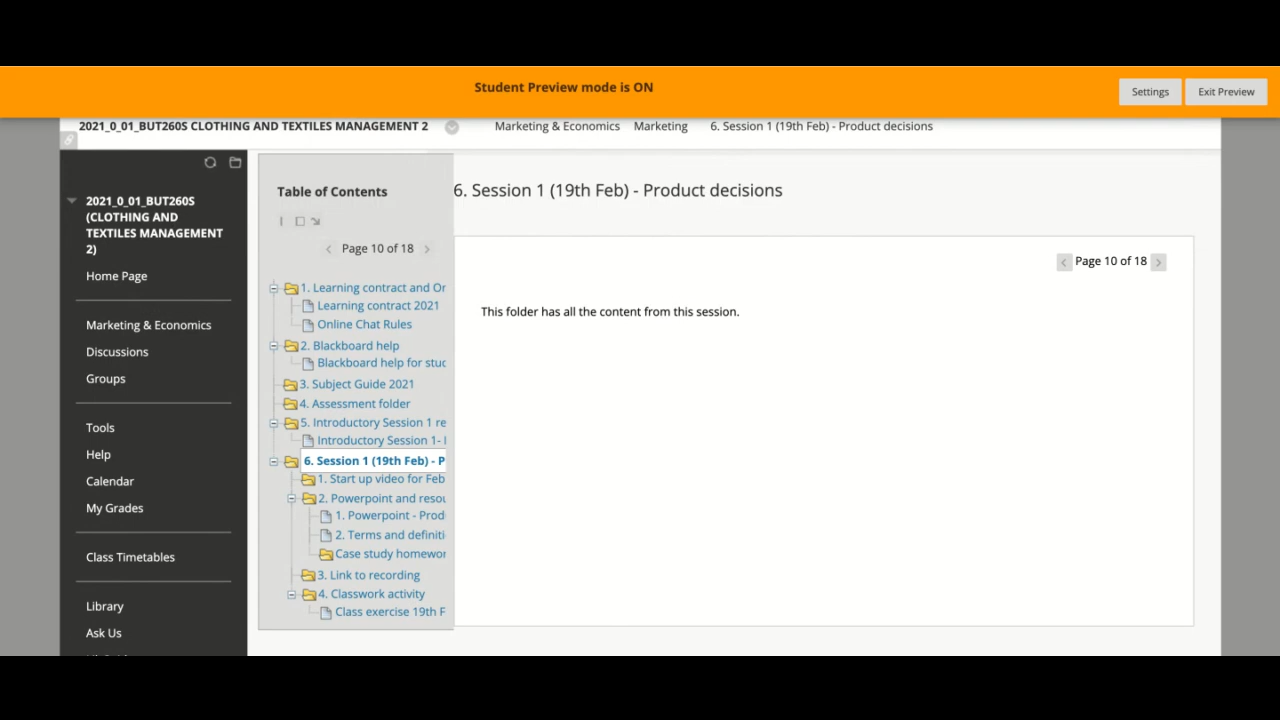 Student Preview mode is ON
Settings
Exit Preview
2021_0_01_BUT260S CLOTHING AND TEXTILES MANAGEMENT 2
Marketing & Economics
Marketing
6. Session 1 (19th Feb) - Product decisions
2021_0_01_BUT260S
(CLOTHING AND
TEXTILES MANAGEMENT
2)
Home Page
Marketing & Economics
Discussions
Groups
Tools
Help
Calendar
My Grades
Class Timetables
Library
Ask Us
Table of Contents
Page 10 of 18
1. Learning contract and Or
Learning contract 2021
Online Chat Rules
2. Blackboard help
Blackboard help for stuc
3. Subject Guide 2021
4. Assessment folder
5. Introductory Session 1 re
Introductory Session 1-
6. Session 1 (19th Feb) - P
1. Start up video for Feb
2. Powerpoint and resou
1. Powerpoint - Prod
2. Terms and definiti
Case study homewor
3. Link to recording
4. Classwork activity
Class exercise 19th F
6. Session 1 (19th Feb) - Product decisions
Page 10 of 18
This folder has all the content from this session.